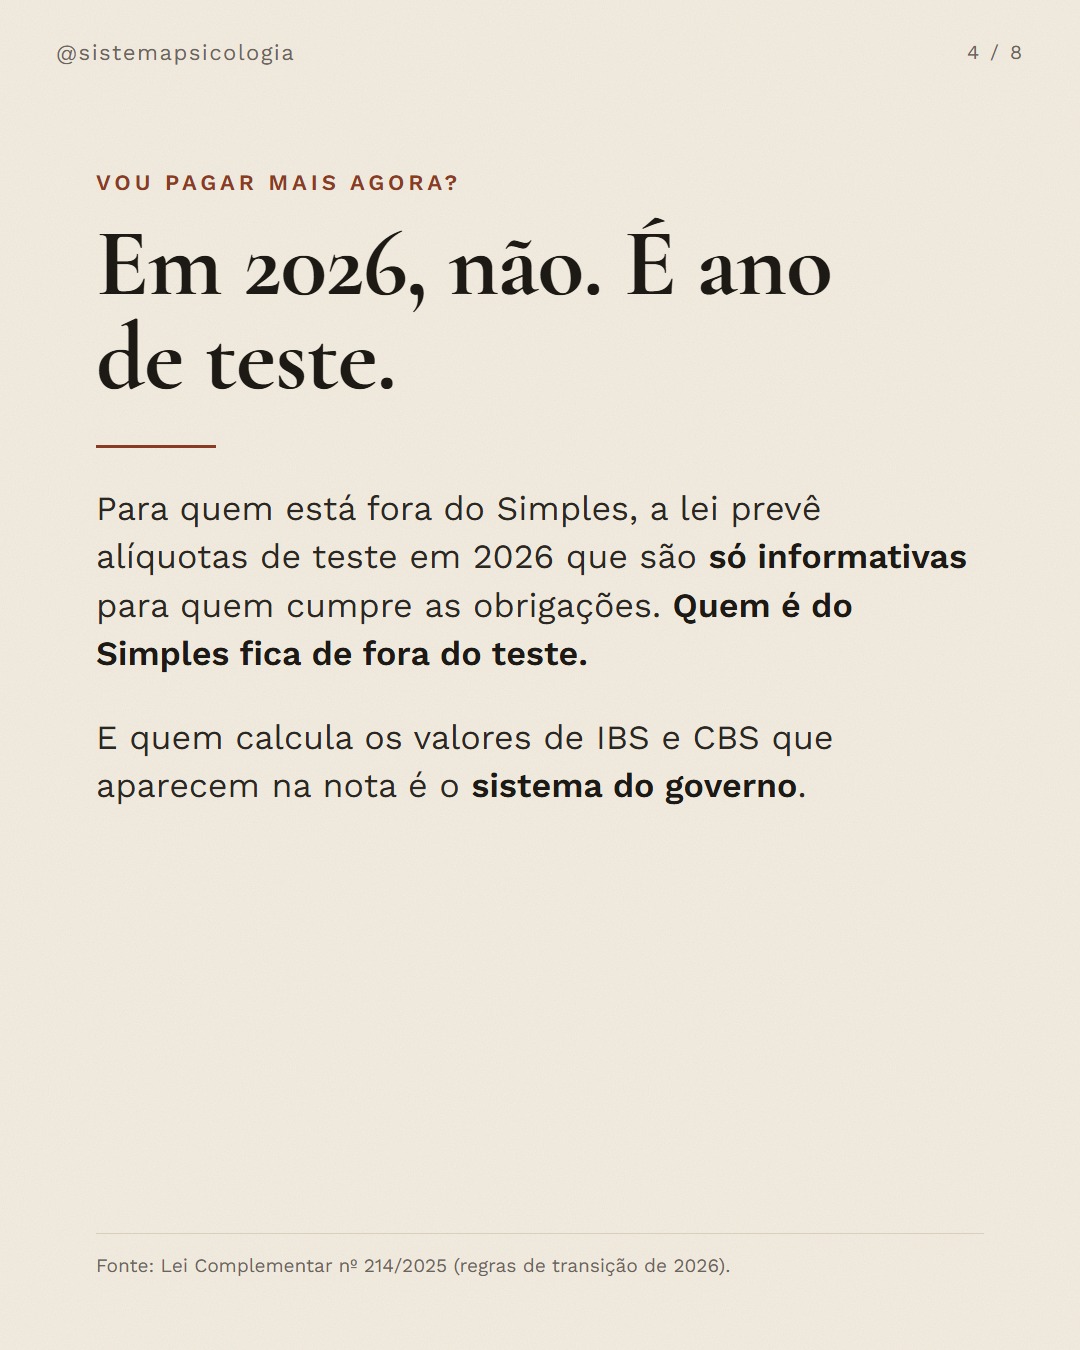 @sistemapsicologia
4 / 8
VOU PAGAR MAIS AGORA?
Em 2026, não. É ano
de teste.
Para quem está fora do Simples, a lei prevê
alíquotas de teste em 2026 que são só informativas
para quem cumpre as obrigações. Quem é do
Simples fica de fora do teste.
E quem calcula os valores de IBS e CBS que
aparecem na nota é o sistema do governo.
Fonte: Lei Complementar nº 214/2025 (regras de transição de 2026).